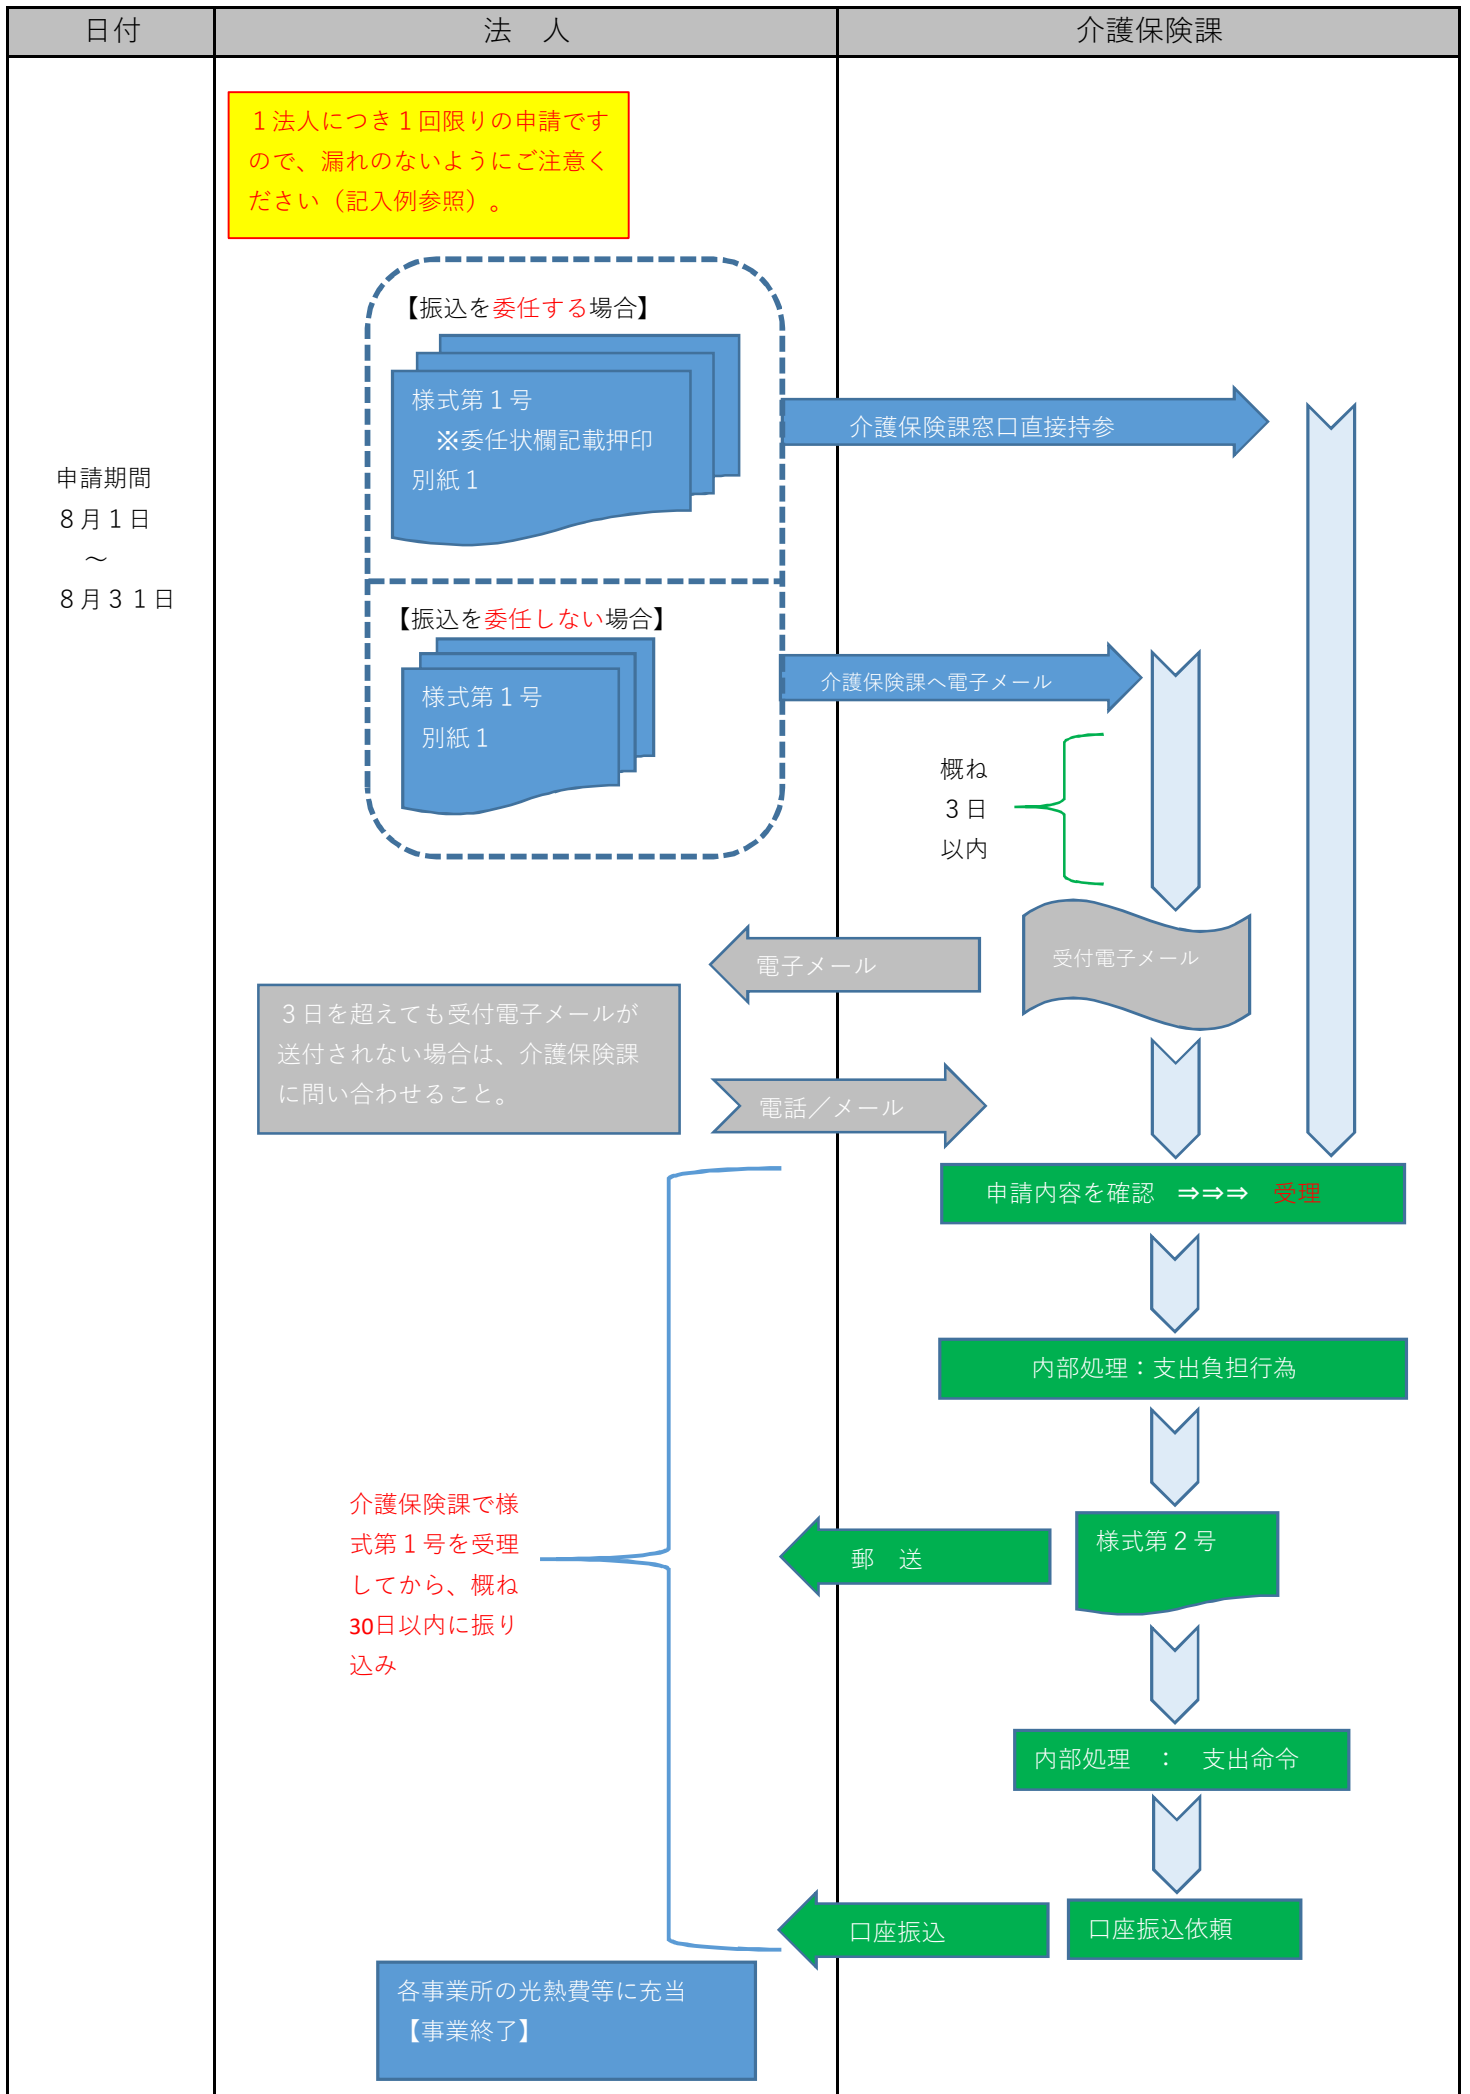 日付
法　人
介護保険課
１法人につき１回限りの申請です
ので、漏れのないようにご注意く
ださい（記入例参照）。
【振込を委任する場合】
様式第１号
※委任状欄記載押印
別紙１
介護保険課窓口直接持参
申請期間
８月１日
～
８月３１日
【振込を委任しない場合】
様式第１号
別紙１
介護保険課へ電子メール
概ね
３日
以内
受付電子メール
電子メール
３日を超えても受付電子メールが
送付されない場合は、介護保険課
に問い合わせること。
電話／メール
申請内容を確認　⇒⇒⇒　受理
内部処理：支出負担行為
介護保険課で様
式第１号を受理
してから、概ね
30日以内に振り
込み
郵　送
様式第２号
内部処理　：　支出命令
口座振込
口座振込依頼
各事業所の光熱費等に充当
【事業終了】